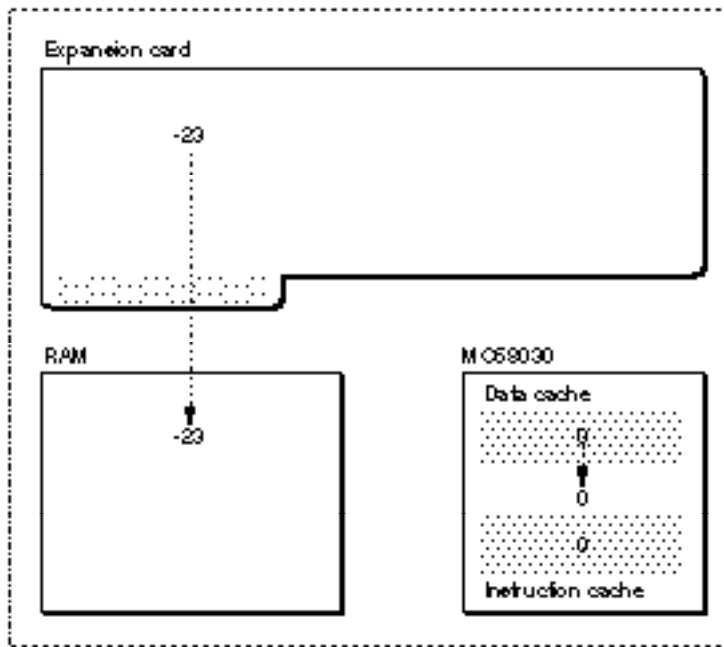 Expansion card
-23
RAM
MC68030
-23
Data cache
0
0
0
Instruction cache